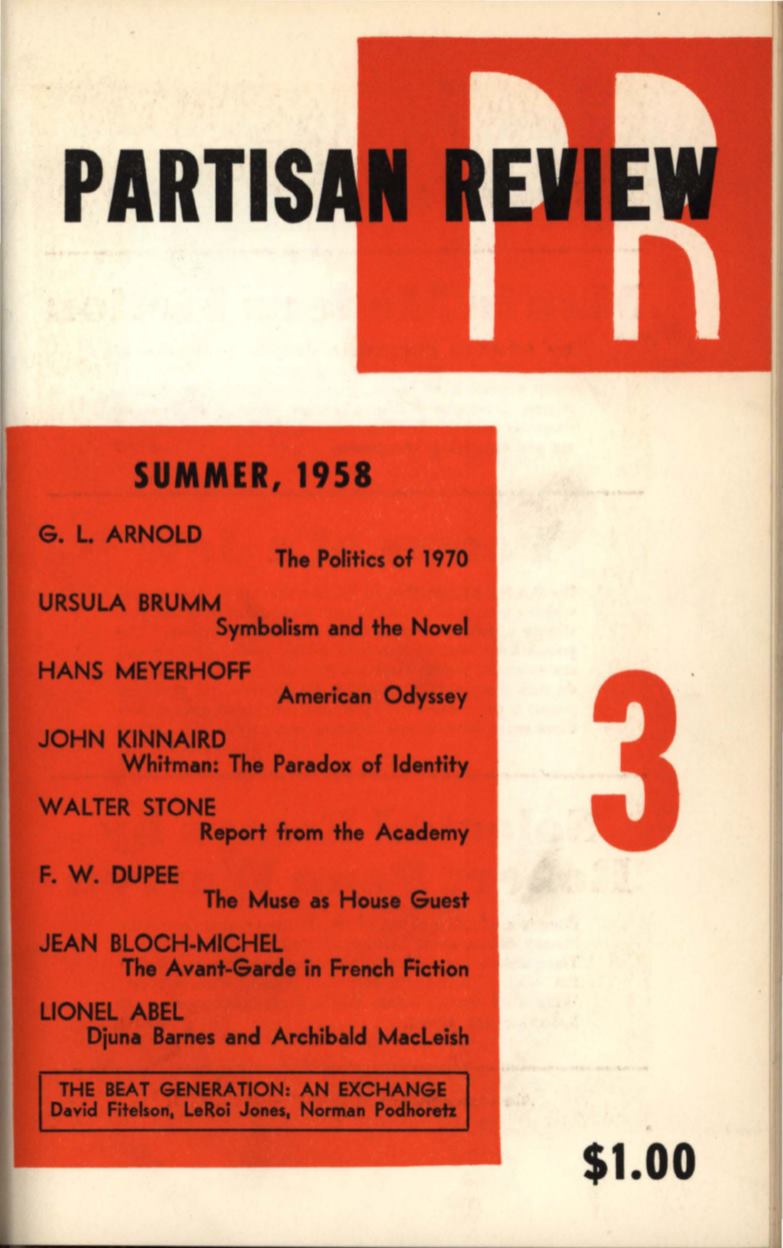 PR
PARTISAN REVIEW
SUMMER, 1958
G. L. ARNOLD
The Politics of 1970
URSULA BRUMM
Symbolism and the Novel
HANS MEYERHOFF
American Odyssey
JOHN KINNAIRD
Whitman: The Paradox of Identity
WALTER STONE
Report from the Academy
F. W. DUPEE
The Muse as House Guest
JEAN BLOCH-MICHEL
The Avant-Garde in French Fiction
LIONEL ABEL
Djuna Barnes and Archibald MacLeish
THE BEAT GENERATION: AN EXCHANGE
David Fitelson, LeRoi Jones, Norman Podhoretz
3
$1.00